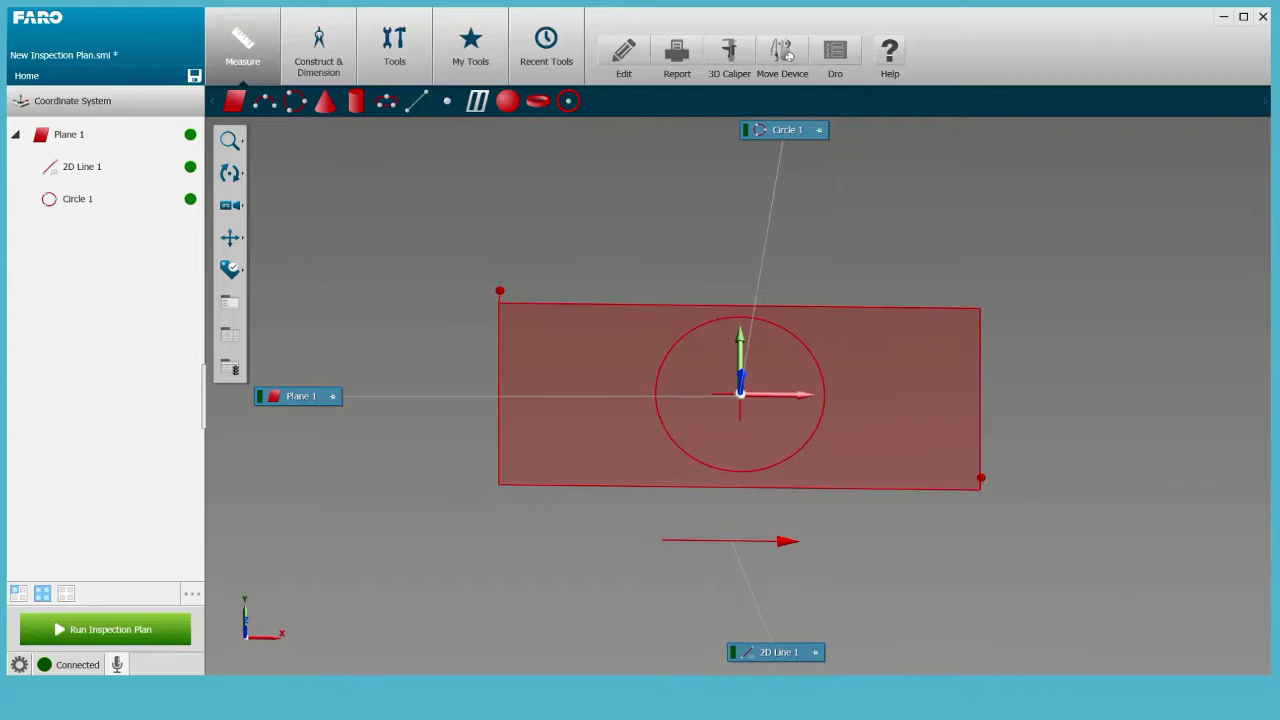 FARO
New Inspection Plan.smi *
Home
Measure
Construct &
Dimension
Tools
My Tools
Recent Tools
Edit
Report
3D Caliper
Move Device
Dro
Help
Coordinate System
Plane 1
2D Line 1
Circle 1
Circle 1
Plane 1
2D Line 1
Y
Z
X
Run Inspection Plan
Connected